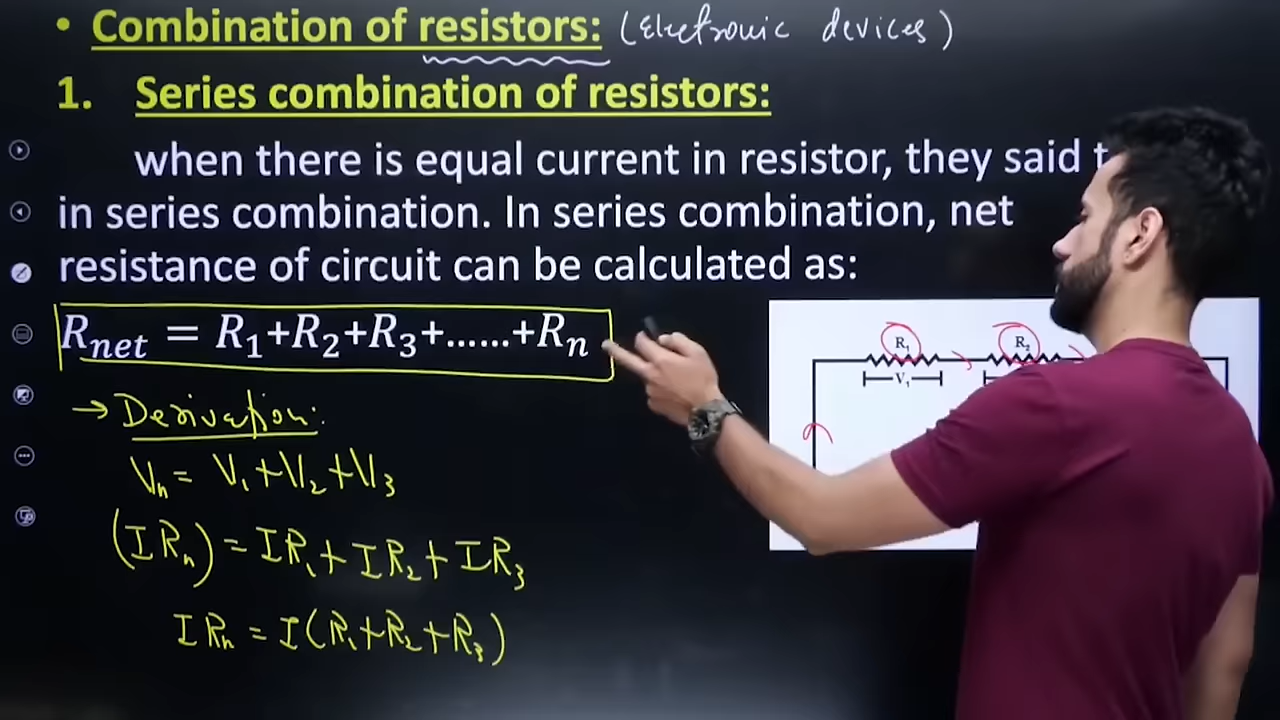 • Combination of resistors: (Electronic devices)
1. Series combination of resistors:
when there is equal current in resistor, they said t
in series combination. In series combination, net
resistance of circuit can be calculated as:
R_net = R₁+R₂+R₃+......+Rₙ
→ Derivation:
Vₙ = V₁+V₂+V₃
(IRₙ) = IR₁+IR₂+IR₃
IRₙ = I(R₁+R₂+R₃)
R₁ R₂
V₁